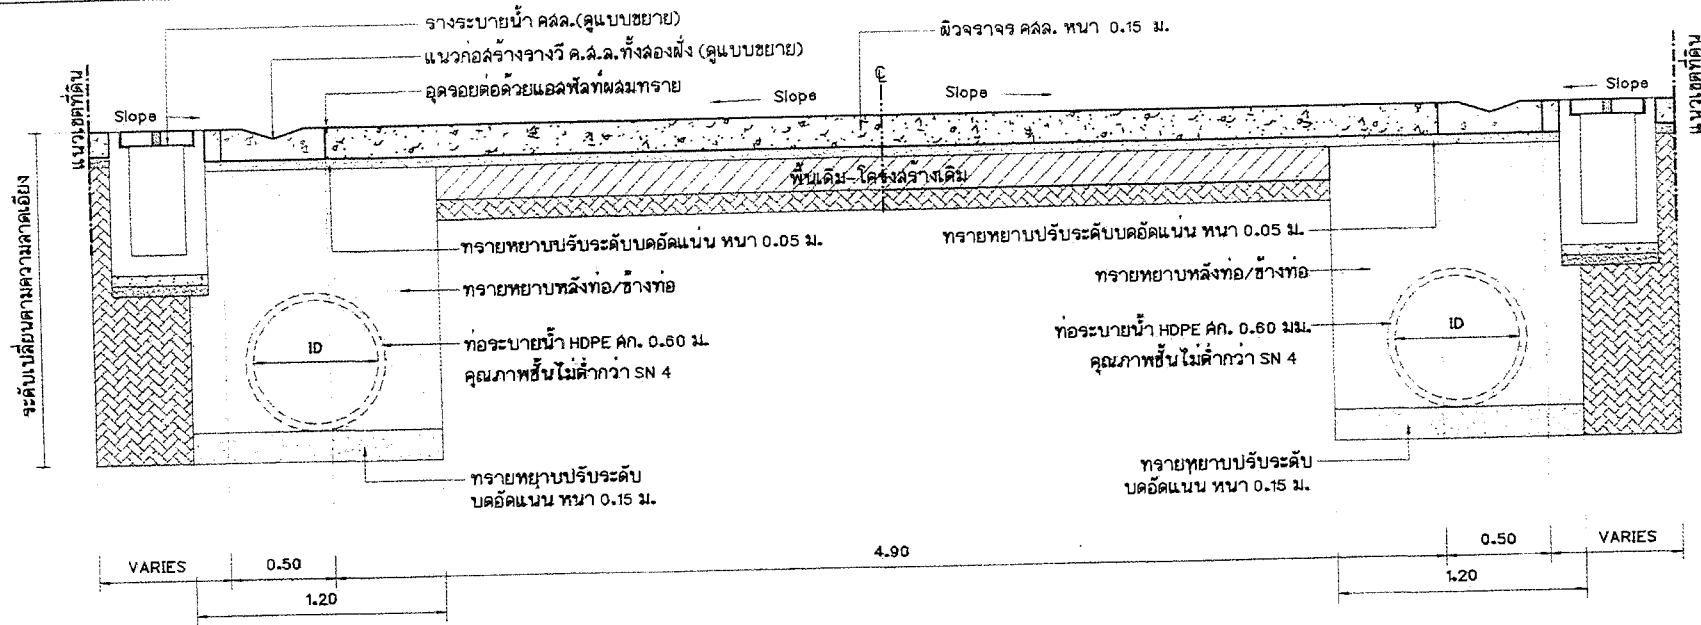 รางระบายน้ำ คสล.(ดูแบบขยาย)
ผิวจราจร คสล. หนา 0.15 ม.
แนวก่อสร้างรางวี ค.ส.ล.ทั้งสองฝั่ง (ดูแบบขยาย)
อุดรอยต่อด้วยแอสฟัลท์ผสมทราย
แนวเขตที่ดิน
แนวเขตที่ดิน
Slope
Slope
Slope
Slope
℄
พื้นเดิม-โครงสร้างเดิม
ระดับเปลี่ยนตามความลาดเอียง
ทรายหยาบปรับระดับบดอัดแน่น หนา 0.05 ม.
ทรายหยาบปรับระดับบดอัดแน่น หนา 0.05 ม.
ทรายหยาบหลังท่อ/ข้างท่อ
ทรายหยาบหลังท่อ/ข้างท่อ
ID
ท่อระบายน้ำ HDPE ศก. 0.60 ม.
คุณภาพชั้นไม่ต่ำกว่า SN 4
ท่อระบายน้ำ HDPE ศก. 0.60 มม.
คุณภาพชั้นไม่ต่ำกว่า SN 4
ID
ทรายหยาบปรับระดับ
บดอัดแน่น หนา 0.15 ม.
ทรายหยาบปรับระดับ
บดอัดแน่น หนา 0.15 ม.
VARIES
0.50
4.90
0.50
VARIES
1.20
1.20